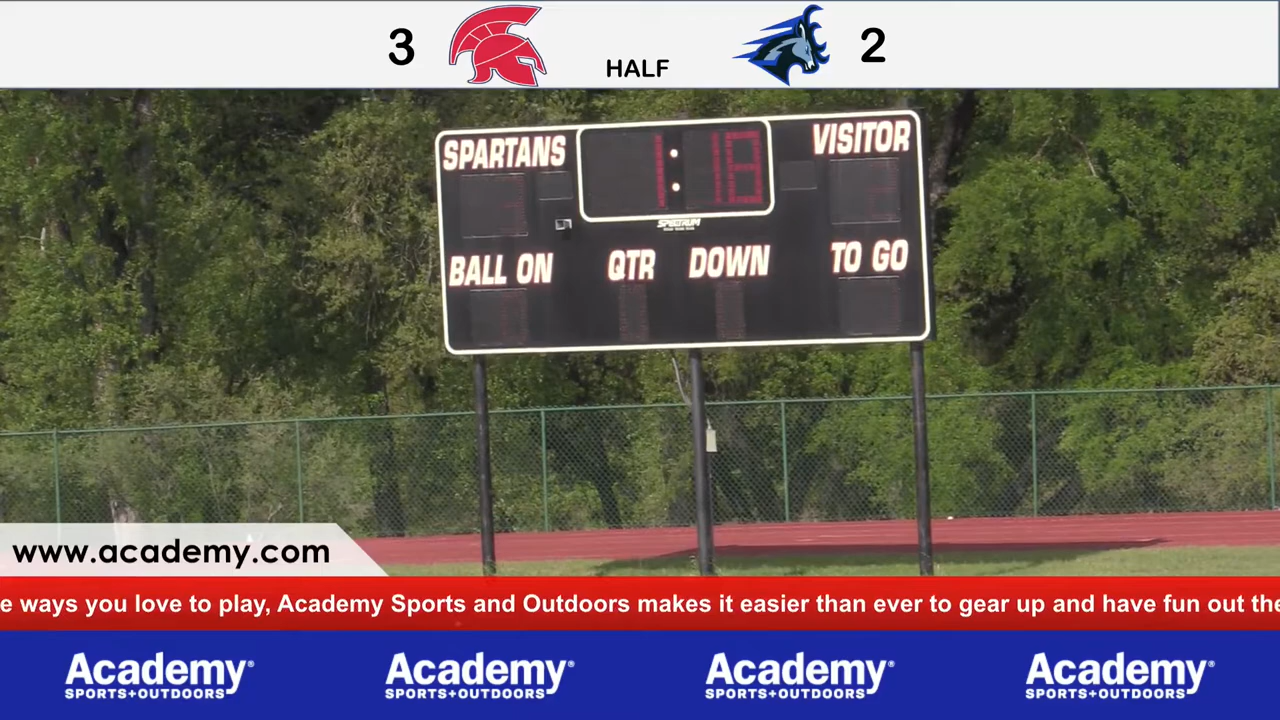 3 HALF 2
SPARTANS 1:18 VISITOR
SPECTRUM
BALL ON QTR DOWN TO GO
www.academy.com
e ways you love to play, Academy Sports and Outdoors makes it easier than ever to gear up and have fun out the
Academy Academy Academy Academy
SPORTS+OUTDOORS SPORTS+OUTDOORS SPORTS+OUTDOORS SPORTS+OUTDOORS